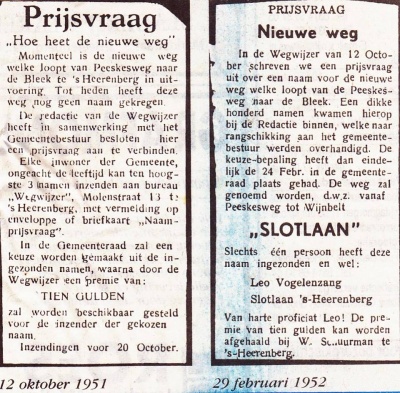 Prijsvraag
„Hoe heet de nieuwe weg"
Momenteel is de nieuwe weg
welke loopt van Peeskesweg naar
de Bleek te 's Heerenberg in uit-
voering. Tot heden heeft deze
weg nog geen naam gekregen.
De redactie van de Wegwijzer
heeft in samenwerking met het
Gemeentebestuur besloten hier
een prijsvraag aan te verbinden.
Elke inwoner der Gemeente,
ongeacht de leeftijd kan ten hoog-
ste 3 namen inzenden aan bureau
„Wegwijzer", Molenstraat 13 te
's Heerenberg, met vermelding op
enveloppe of briefkaart „Naam-
prijsvraag".
In de Gemeenteraad zal een
keuze worden gemaakt uit de in-
gezonden namen, waarna door de
Wegwijzer een premie van:
TIEN GULDEN
zal worden beschikbaar gesteld
voor de inzender der gekozen
naam.
Inzendingen voor 20 October.
12 oktober 1951
PRIJSVRAAG
Nieuwe weg
In de Wegwijzer van 12 Octo-
ber schreven we een prijsvraag
uit over een naam voor de nieuwe
weg welke loopt van de Peeskes-
weg naar de Bleek. Een dikke
honderd namen kwamen hierop
bij de Redactie binnen, welke naar
rangschikking aan het gemeente-
bestuur werden overhandigd. De
keuze-bepaling heeft dan einde-
lijk de 24 Febr. in de gemeente-
raad plaats gehad. De weg zal
genoemd worden, d.w.z. vanaf
Peeskesweg tot Wijnbelt
„SLOTLAAN"
Slechts één persoon heeft deze
naam ingezonden en wel:
Leo Vogelenzang
Slotlaan 's-Heerenberg
Van harte proficiat Leo! De pre-
mie van tien gulden kan worden
afgehaald bij W. Schuurman te
's-Heerenberg.
29 februari 1952